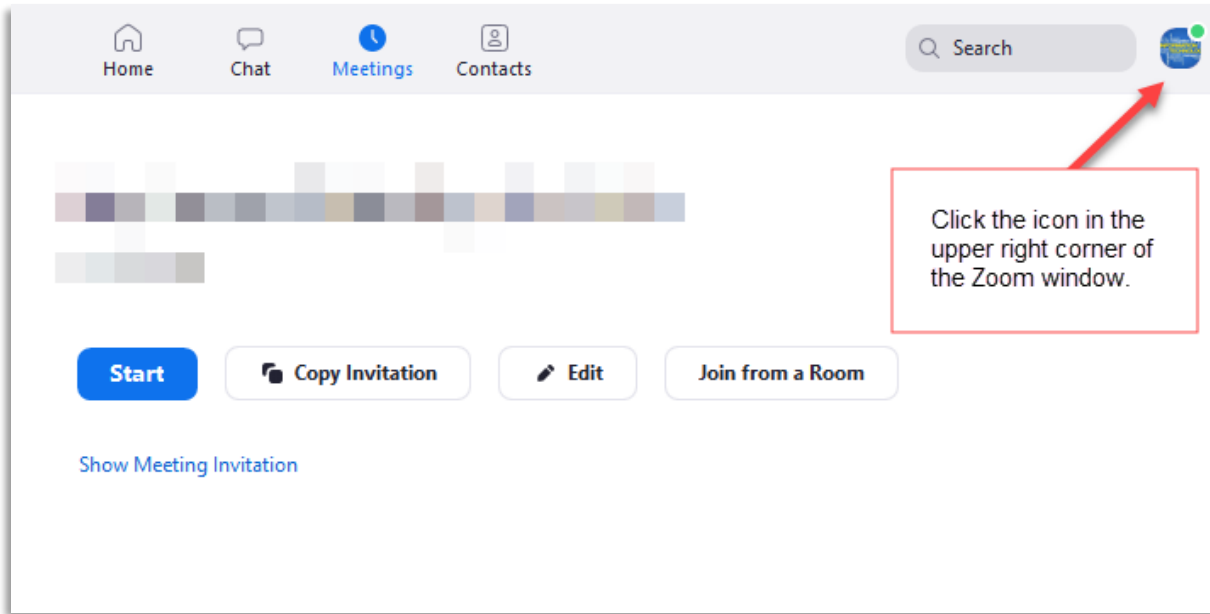 Home Chat Meetings Contacts
Search
Click the icon in the
upper right corner of
the Zoom window.
Start Copy Invitation Edit Join from a Room
Show Meeting Invitation